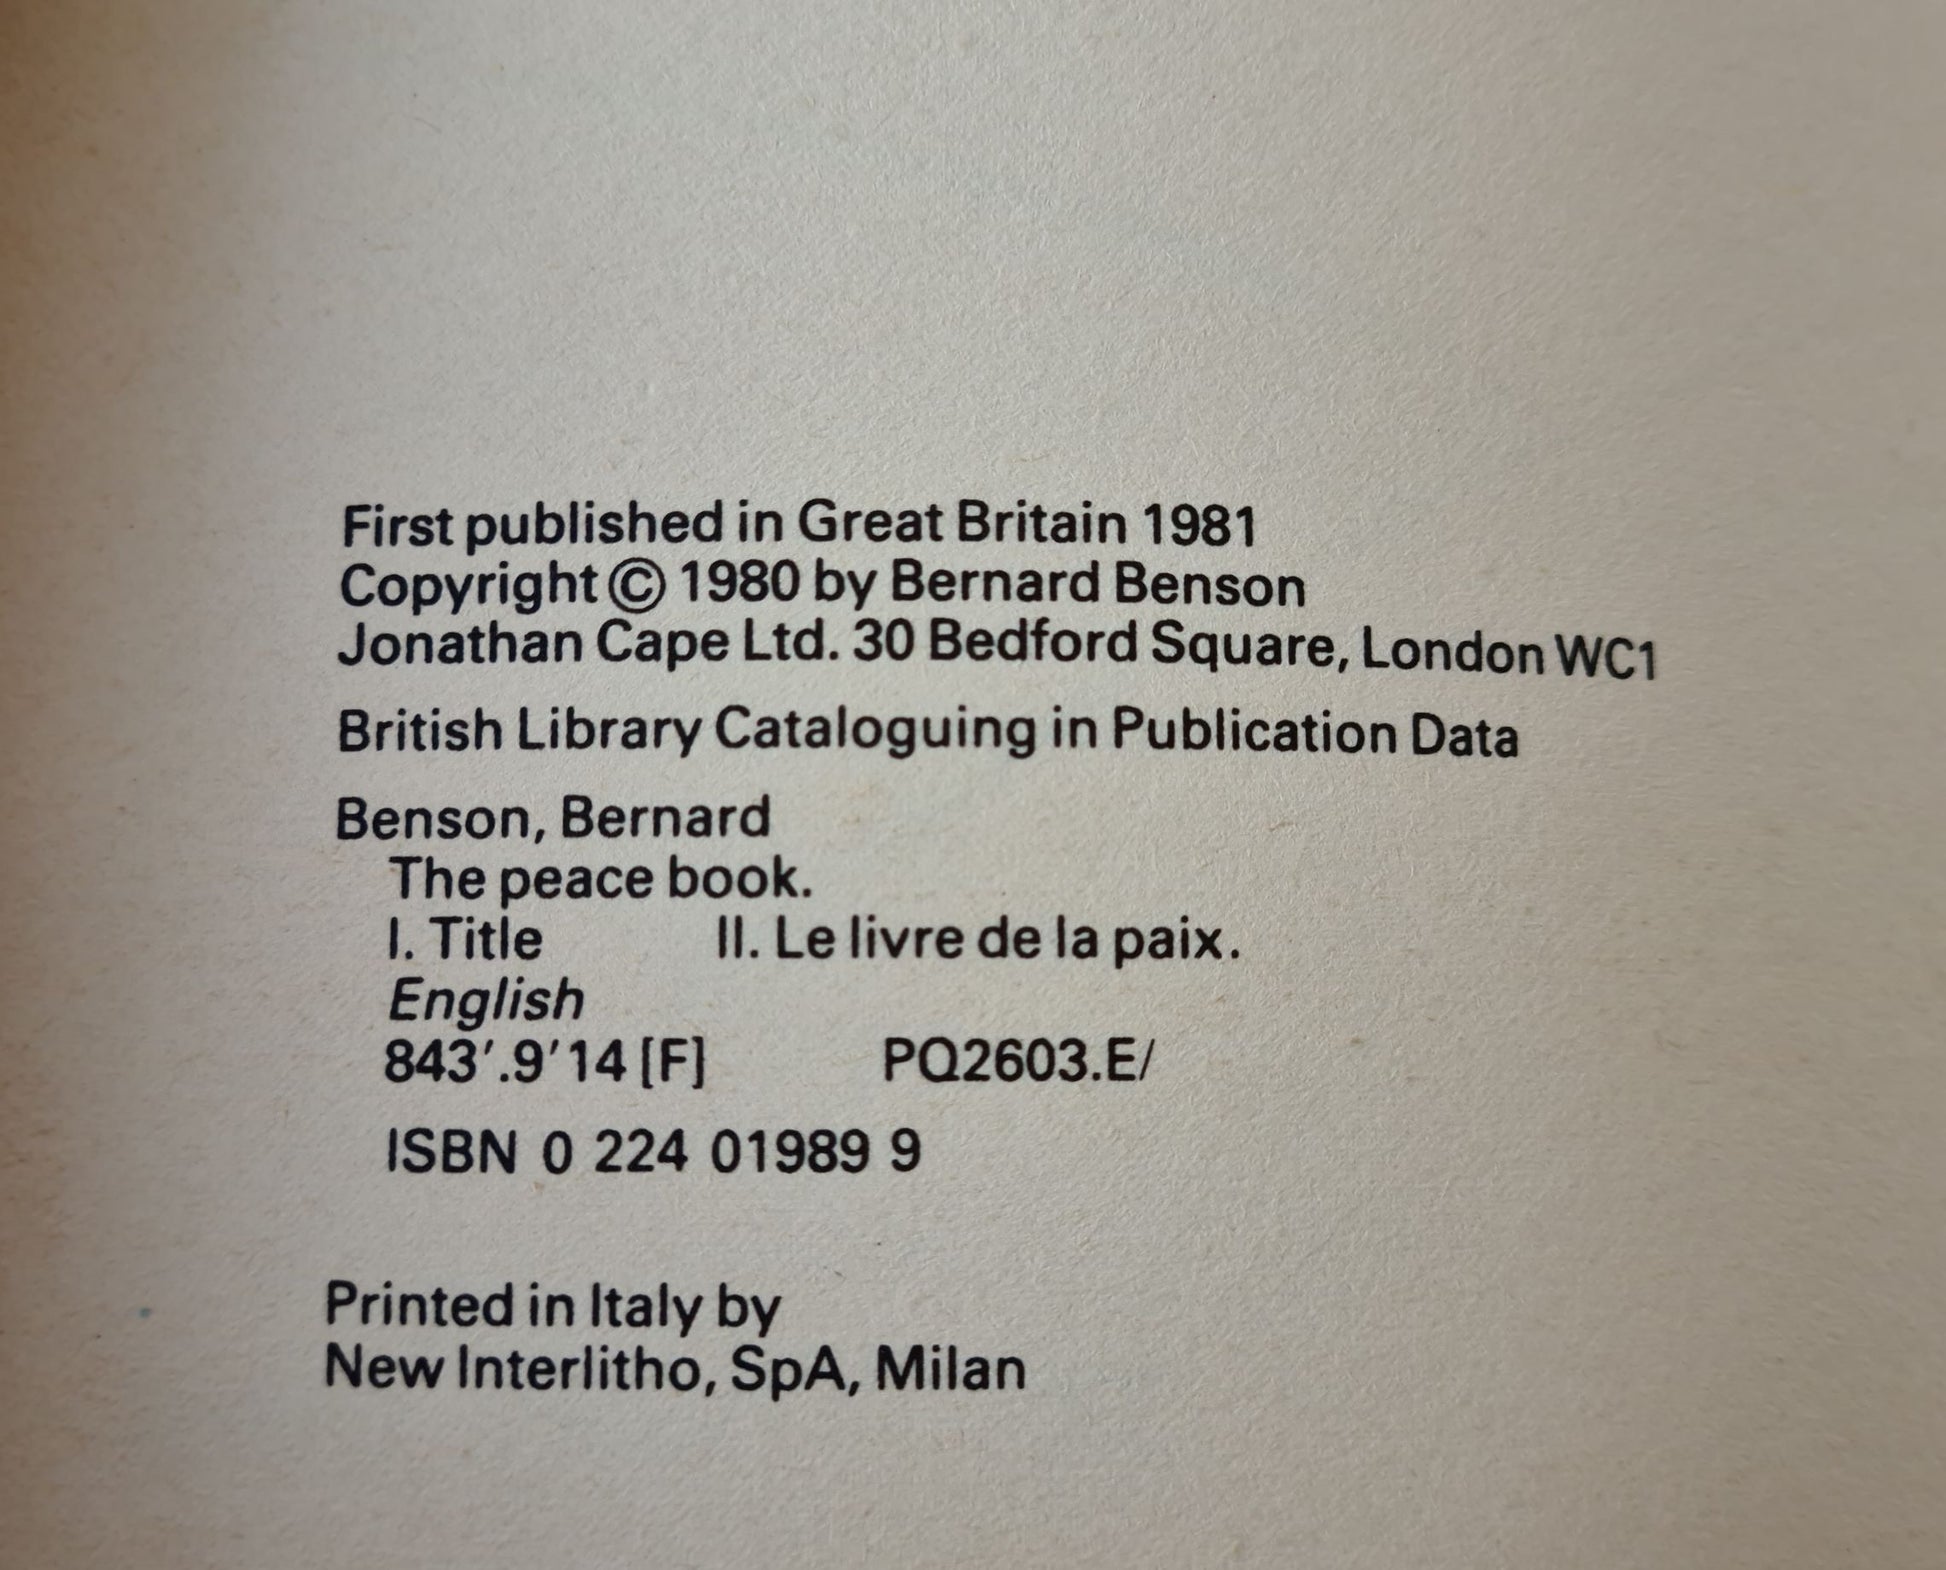 First published in Great Britain 1981
Copyright © 1980 by Bernard Benson
Jonathan Cape Ltd. 30 Bedford Square, London WC1
British Library Cataloguing in Publication Data
Benson, Bernard
The peace book.
I. Title II. Le livre de la paix.
English
843′.9′14 [F] PQ2603.E/
ISBN 0 224 01989 9
Printed in Italy by
New Interlitho, SpA, Milan